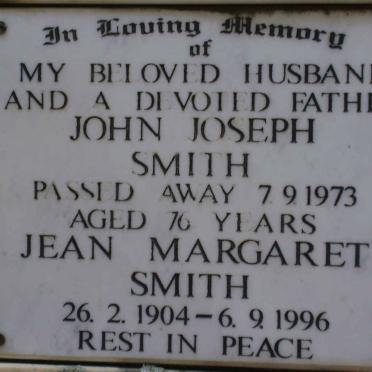 In Loving Memory
of
MY BELOVED HUSBAN
AND A DEVOTED FATHE
JOHN JOSEPH
SMITH
PASSED AWAY 7.9.1973
AGED 76 YEARS
JEAN MARGARET
SMITH
26. 2. 1904 – 6. 9. 1996
REST IN PEACE